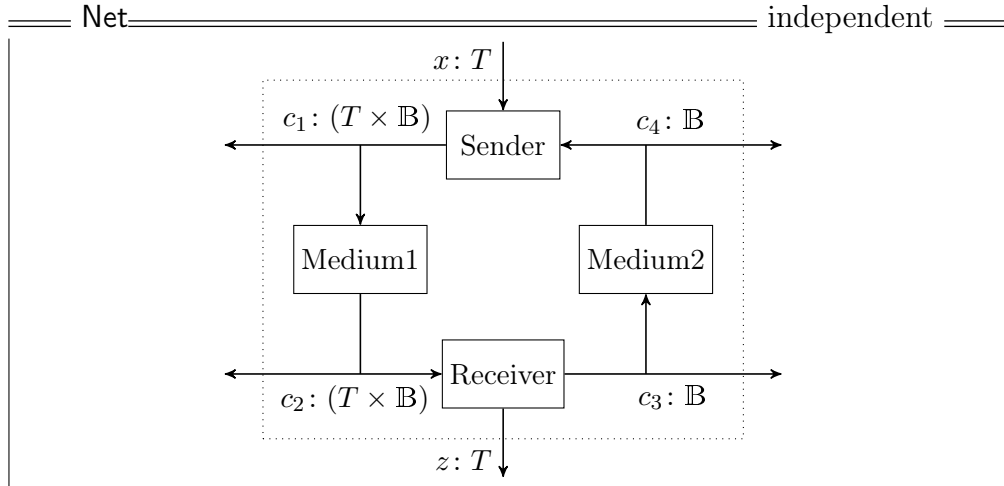 Net independent
x: T
c₁: (T × 𝔹) c₄: 𝔹
Sender
Medium1 Medium2
Receiver
c₂: (T × 𝔹) c₃: 𝔹
z: T